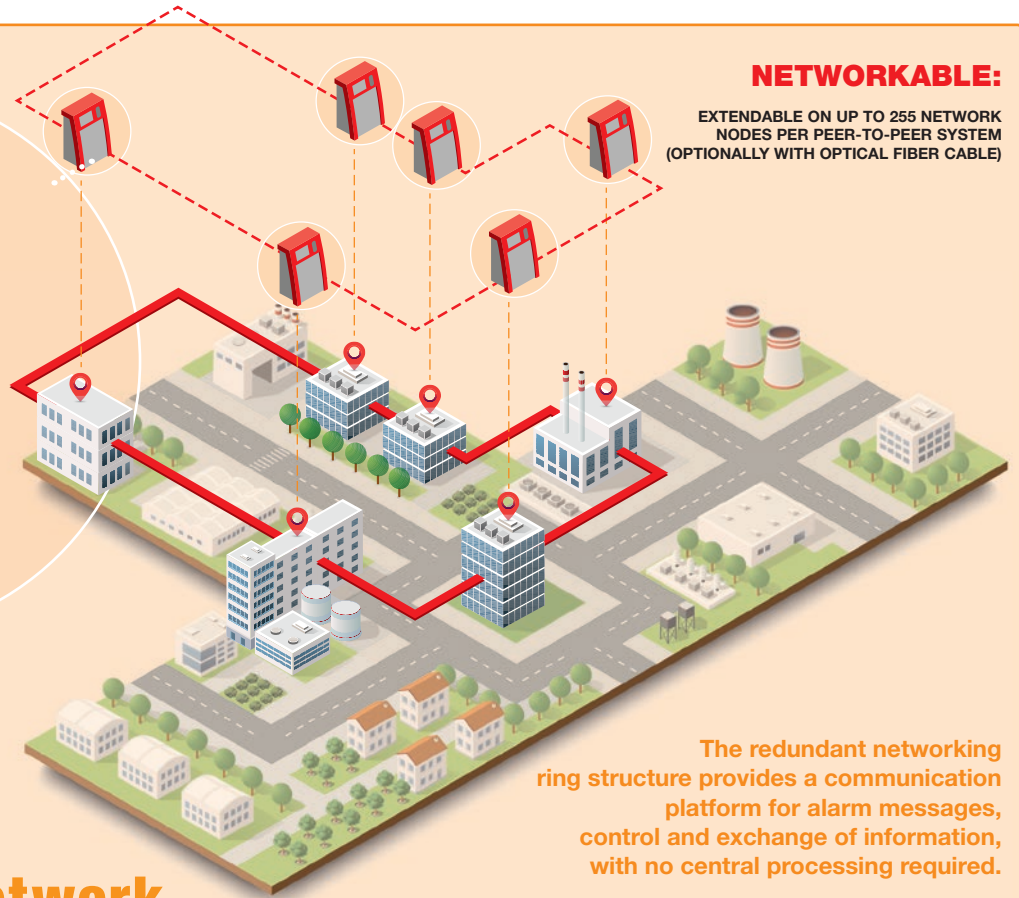 NETWORKABLE:
EXTENDABLE ON UP TO 255 NETWORK
NODES PER PEER-TO-PEER SYSTEM
(OPTIONALLY WITH OPTICAL FIBER CABLE)
The redundant networking
ring structure provides a communication
platform for alarm messages,
control and exchange of information,
with no central processing required.